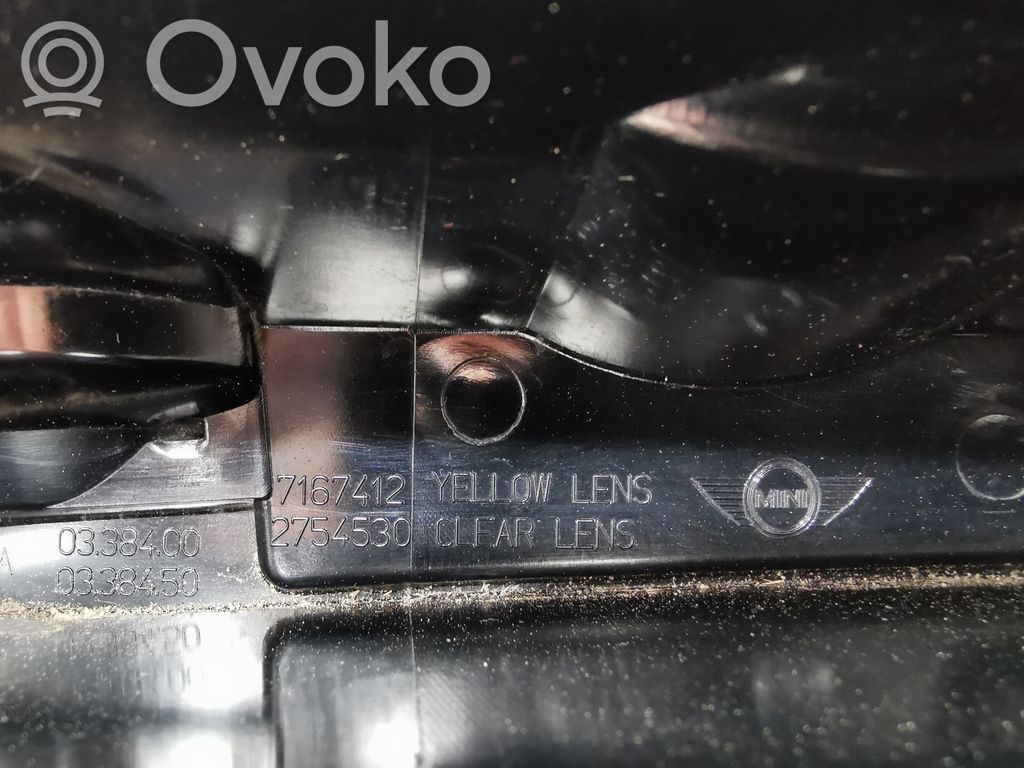 Ovoko
7167412 YELLOW LENS
2754530 CLEAR LENS
MINI
03.384.00
03.384.50
A